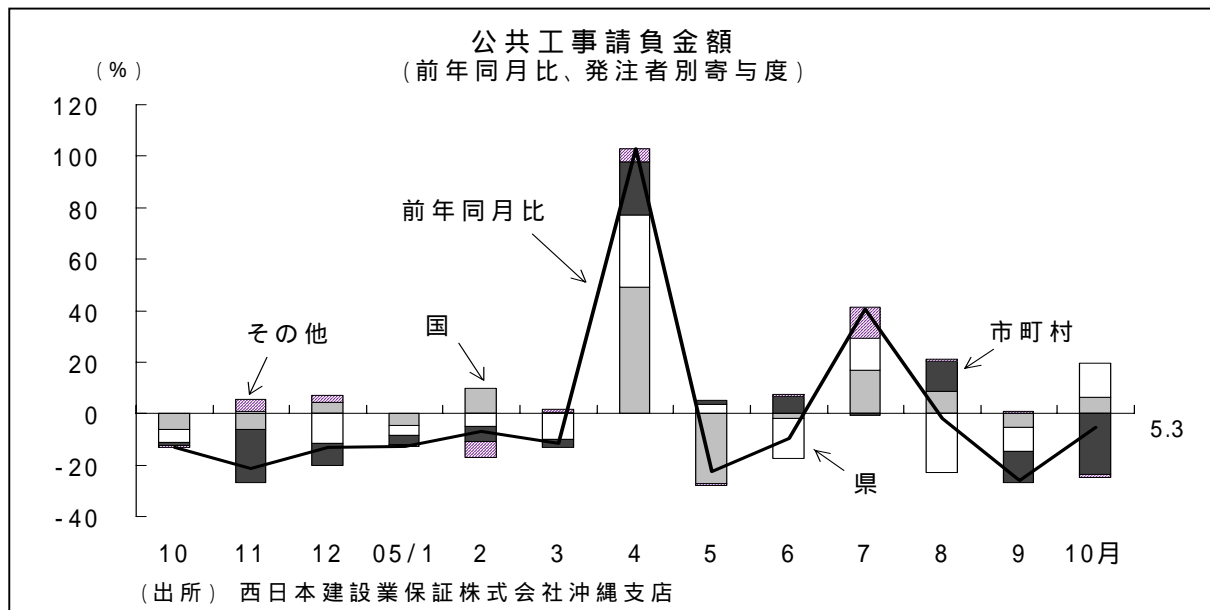 公共工事請負金額
(%)
(前年同月比、発注者別寄与度)
120
100
80
60
40
20
0
-20
-40
前年同月比
その他
国
市町村
県
5.3
10 11 12 05/1 2 3 4 5 6 7 8 9 10月
(出所) 西日本建設業保証株式会社沖縄支店